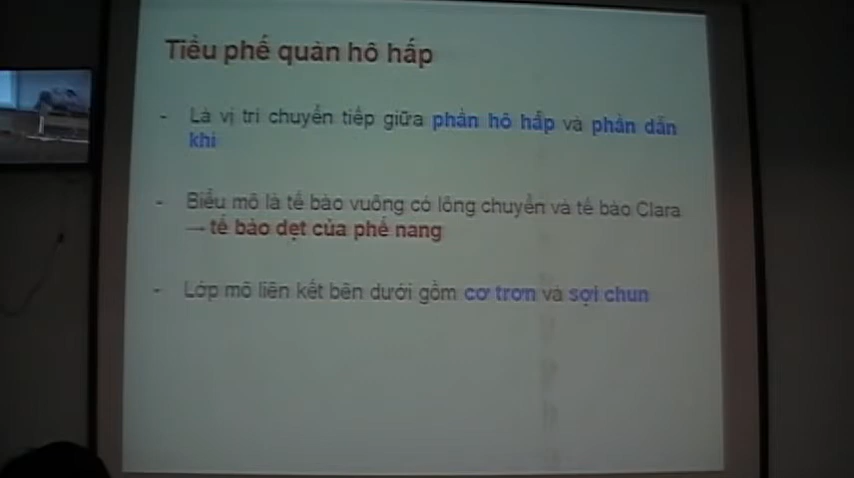 Tiểu phế quản hô hấp
- Là vị trí chuyển tiếp giữa phần hô hấp và phần dẫn
khí
- Biểu mô là tế bào vuông có lông chuyển và tế bào Clara
→ tế bào dẹt của phế nang
- Lớp mô liên kết bên dưới gồm cơ trơn và sợi chun